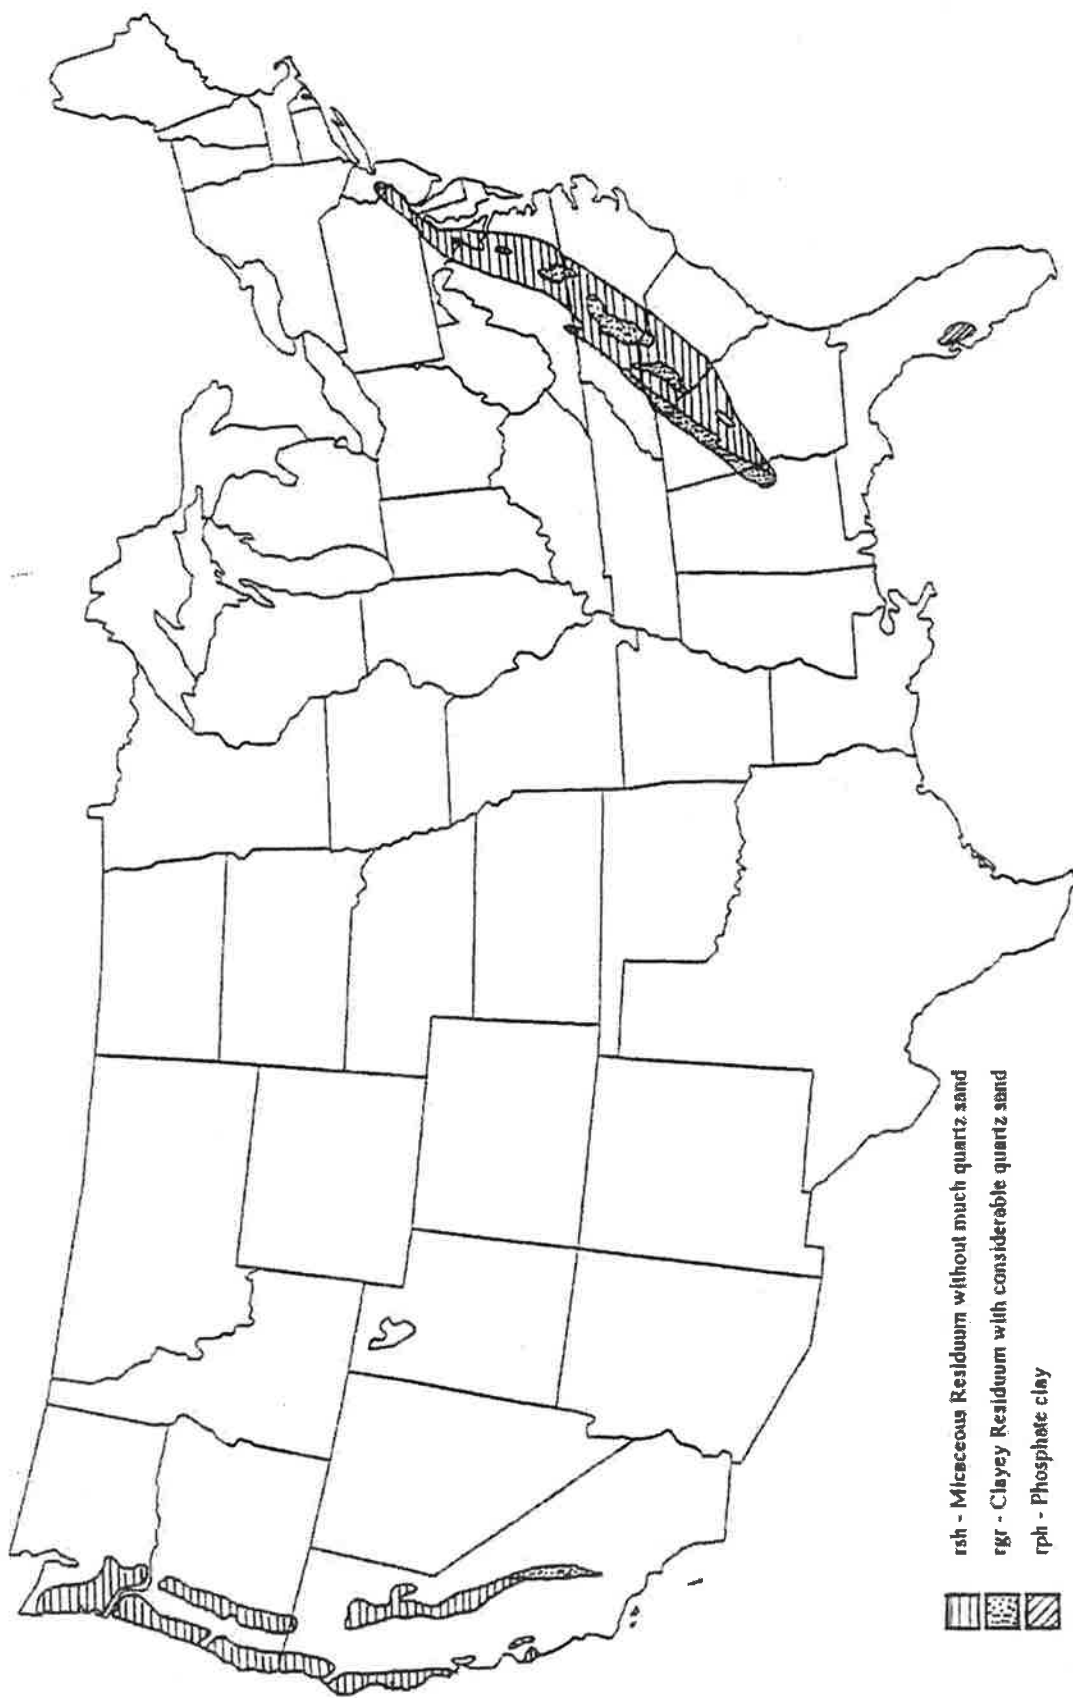 rsh - Micaceous Residuum without much quartz sand
rgr - Clayey Residuum with considerable quartz sand
rph - Phosphate clay